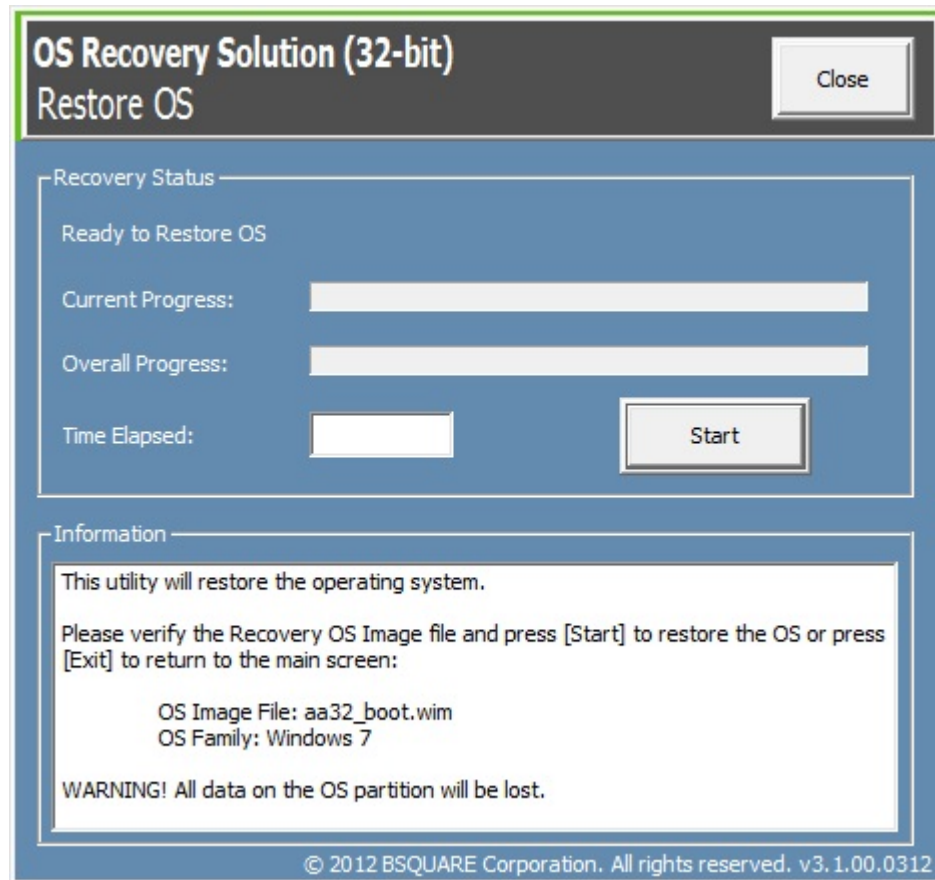 OS Recovery Solution (32-bit)
Restore OS
Close
Recovery Status
Ready to Restore OS
Current Progress:
Overall Progress:
Time Elapsed:
Start
Information
This utility will restore the operating system.
Please verify the Recovery OS Image file and press [Start] to restore the OS or press
[Exit] to return to the main screen:
OS Image File: aa32_boot.wim
OS Family: Windows 7
WARNING! All data on the OS partition will be lost.
© 2012 BSQUARE Corporation. All rights reserved. v3.1.00.0312